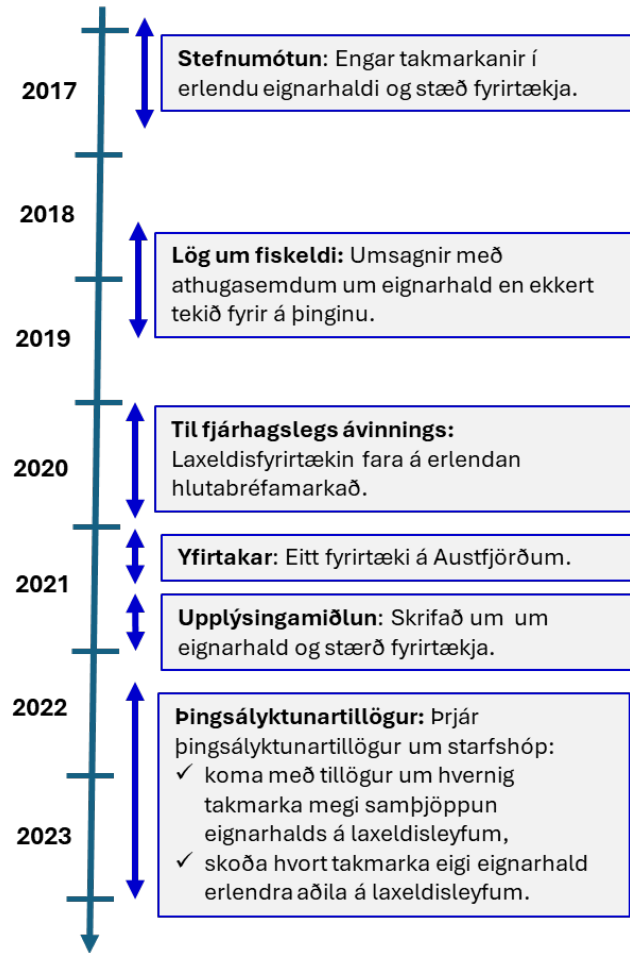 2017
Stefnumótun: Engar takmarkanir í
erlendu eignarhaldi og stæð fyrirtækja.
2018
Lög um fiskeldi: Umsagnir með
athugasemdum um eignarhald en ekkert
tekið fyrir á þinginu.
2019
Til fjárhagslegs ávinnings:
Laxeldisfyrirtækin fara á erlendan
hlutabréfamarkað.
2020
Yfirtakar: Eitt fyrirtæki á Austfjörðum.
2021
Upplýsingamiðlun: Skrifað um um
eignarhald og stærð fyrirtækja.
2022
Þingsályktunartillögur: Þrjár
þingsályktunartillögur um starfshóp:
✓ koma með tillögur um hvernig
takmarka megi samþjöppun
eignarhalds á laxeldisleyfum,
2023
✓ skoða hvort takmarka eigi eignarhald
erlendra aðila á laxeldisleyfum.